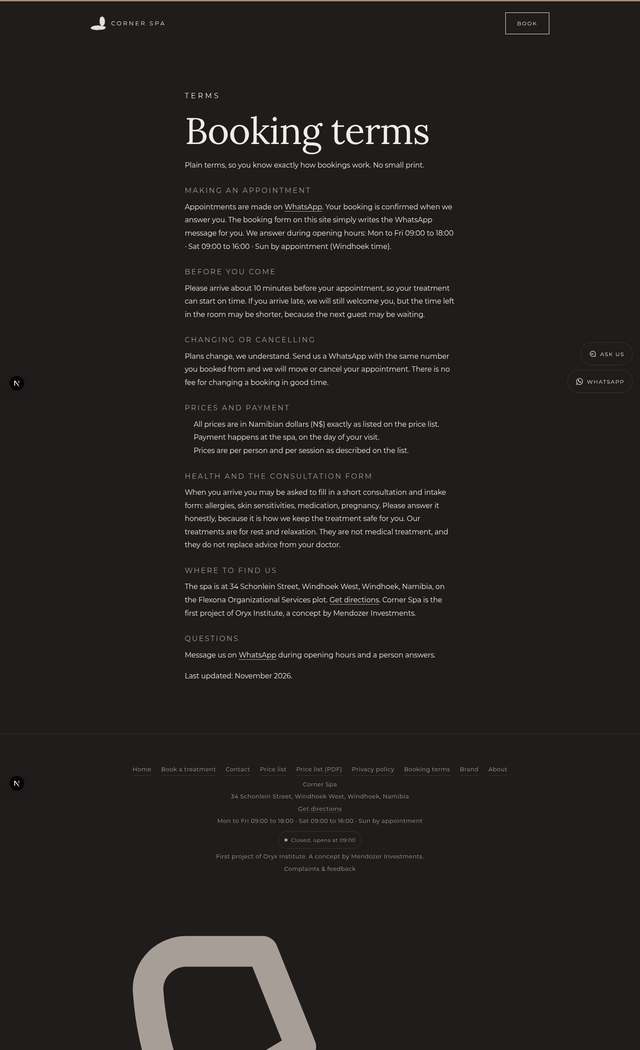 CORNER SPA
BOOK
TERMS
Booking terms
Plain terms, so you know exactly how bookings work. No small print.
MAKING AN APPOINTMENT
Appointments are made on WhatsApp. Your booking is confirmed when we
answer you. The booking form on this site simply writes the WhatsApp
message for you. We answer during opening hours: Mon to Fri 09:00 to 18:00
· Sat 09:00 to 16:00 · Sun by appointment (Windhoek time).
BEFORE YOU COME
Please arrive about 10 minutes before your appointment, so your treatment
can start on time. If you arrive late, we will still welcome you, but the time left
in the room may be shorter, because the next guest may be waiting.
CHANGING OR CANCELLING
Plans change, we understand. Send us a WhatsApp with the same number
you booked from and we will move or cancel your appointment. There is no
fee for changing a booking in good time.
ASK US
WHATSAPP
N
PRICES AND PAYMENT
All prices are in Namibian dollars (N$) exactly as listed on the price list.
Payment happens at the spa, on the day of your visit.
Prices are per person and per session as described on the list.
HEALTH AND THE CONSULTATION FORM
When you arrive you may be asked to fill in a short consultation and intake
form: allergies, skin sensitivities, medication, pregnancy. Please answer it
honestly, because it is how we keep the treatment safe for you. Our
treatments are for rest and relaxation. They are not medical treatment, and
they do not replace advice from your doctor.
WHERE TO FIND US
The spa is at 34 Schonlein Street, Windhoek West, Windhoek, Namibia, on
the Flexona Organizational Services plot. Get directions. Corner Spa is the
first project of Oryx Institute, a concept by Mendozer Investments.
QUESTIONS
Message us on WhatsApp during opening hours and a person answers.
Last updated: November 2026.
Home Book a treatment Contact Price list Price list (PDF) Privacy policy Booking terms Brand About
N
Corner Spa
34 Schonlein Street, Windhoek West, Windhoek, Namibia
Get directions
Mon to Fri 09:00 to 18:00 · Sat 09:00 to 16:00 · Sun by appointment
Closed, opens at 09:00
First project of Oryx Institute. A concept by Mendozer Investments.
Complaints & feedback